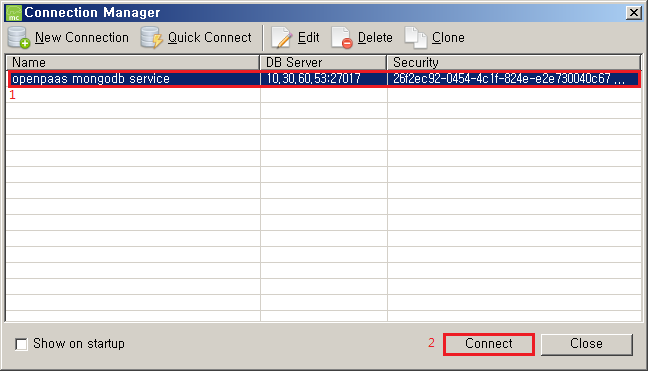 mc Connection Manager
New Connection Quick Connect Edit Delete Clone
Name DB Server Security
openpaas mongodb service 10,30,60,53:27017 26f2ec92-0454-4c1f-824e-e2e730040c67 ...
1
Show on startup 2 Connect Close